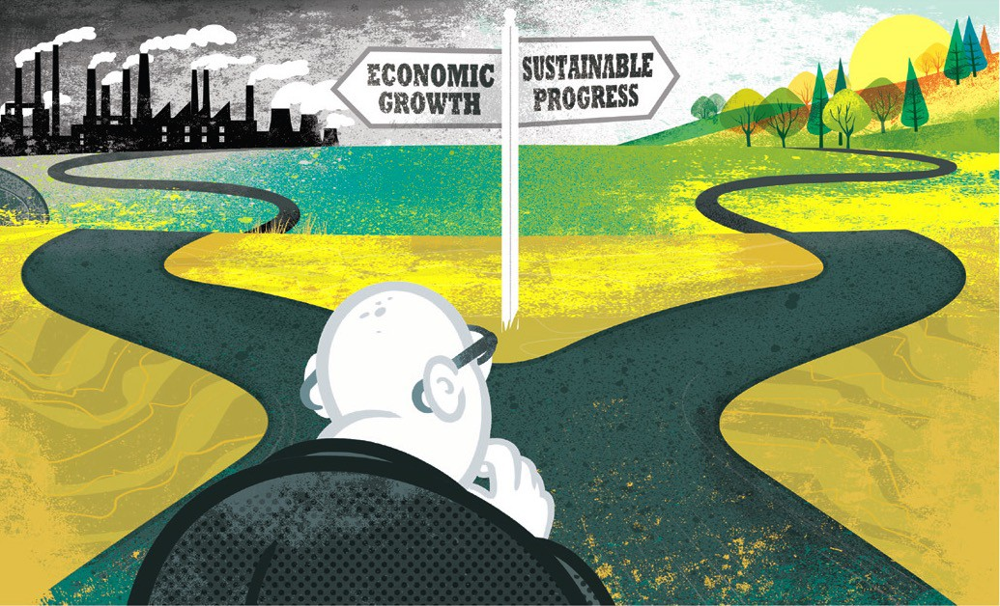 ECONOMIC
GROWTH
SUSTAINABLE
PROGRESS